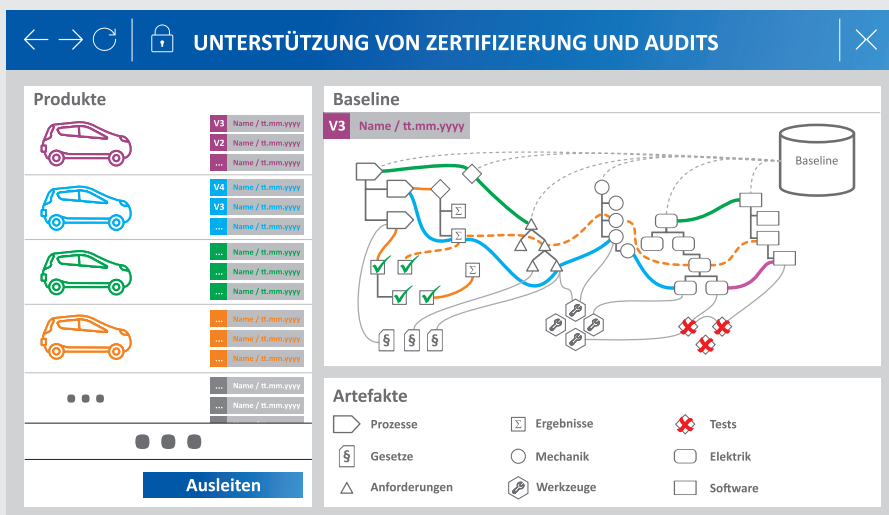 UNTERSTÜTZUNG VON ZERTIFIZIERUNG UND AUDITS
Produkte
V3 Name / tt.mm.yyyy
V2 Name / tt.mm.yyyy
... Name / tt.mm.yyyy
V4 Name / tt.mm.yyyy
V3 Name / tt.mm.yyyy
... Name / tt.mm.yyyy
... Name / tt.mm.yyyy
... Name / tt.mm.yyyy
... Name / tt.mm.yyyy
... Name / tt.mm.yyyy
... Name / tt.mm.yyyy
... Name / tt.mm.yyyy
... Name / tt.mm.yyyy
... Name / tt.mm.yyyy
Ausleiten
Baseline
V3 Name / tt.mm.yyyy
Baseline
Σ
Σ
Σ
§ § §
Artefakte
Prozesse
Σ Ergebnisse
Tests
§ Gesetze
Mechanik
Elektrik
Anforderungen
Werkzeuge
Software